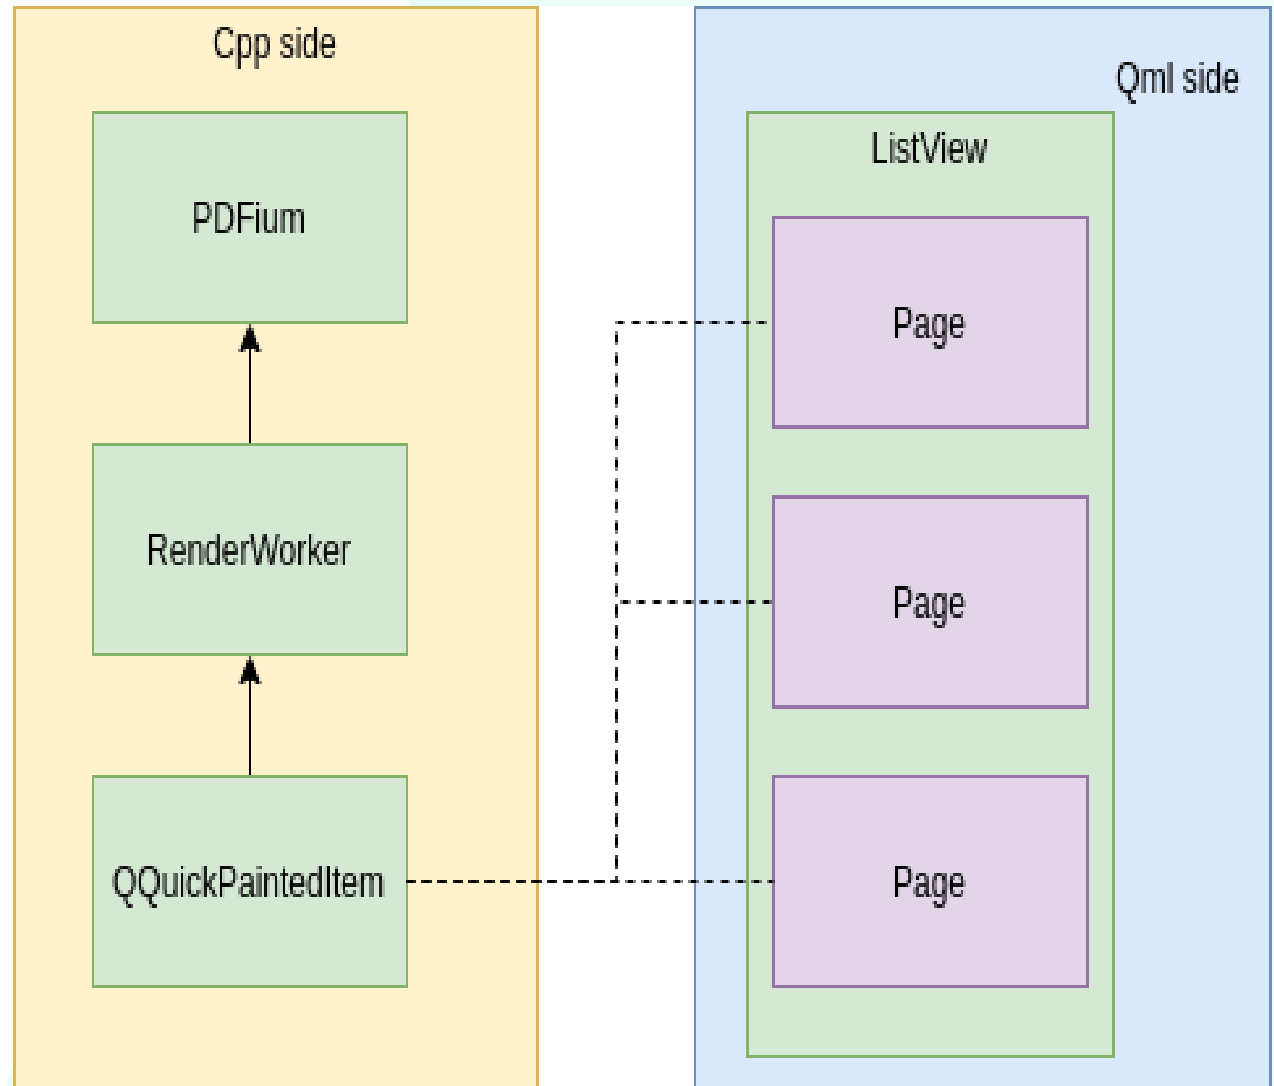 Cpp side
PDFium
RenderWorker
QQuickPaintedItem
Qml side
ListView
Page
Page
Page